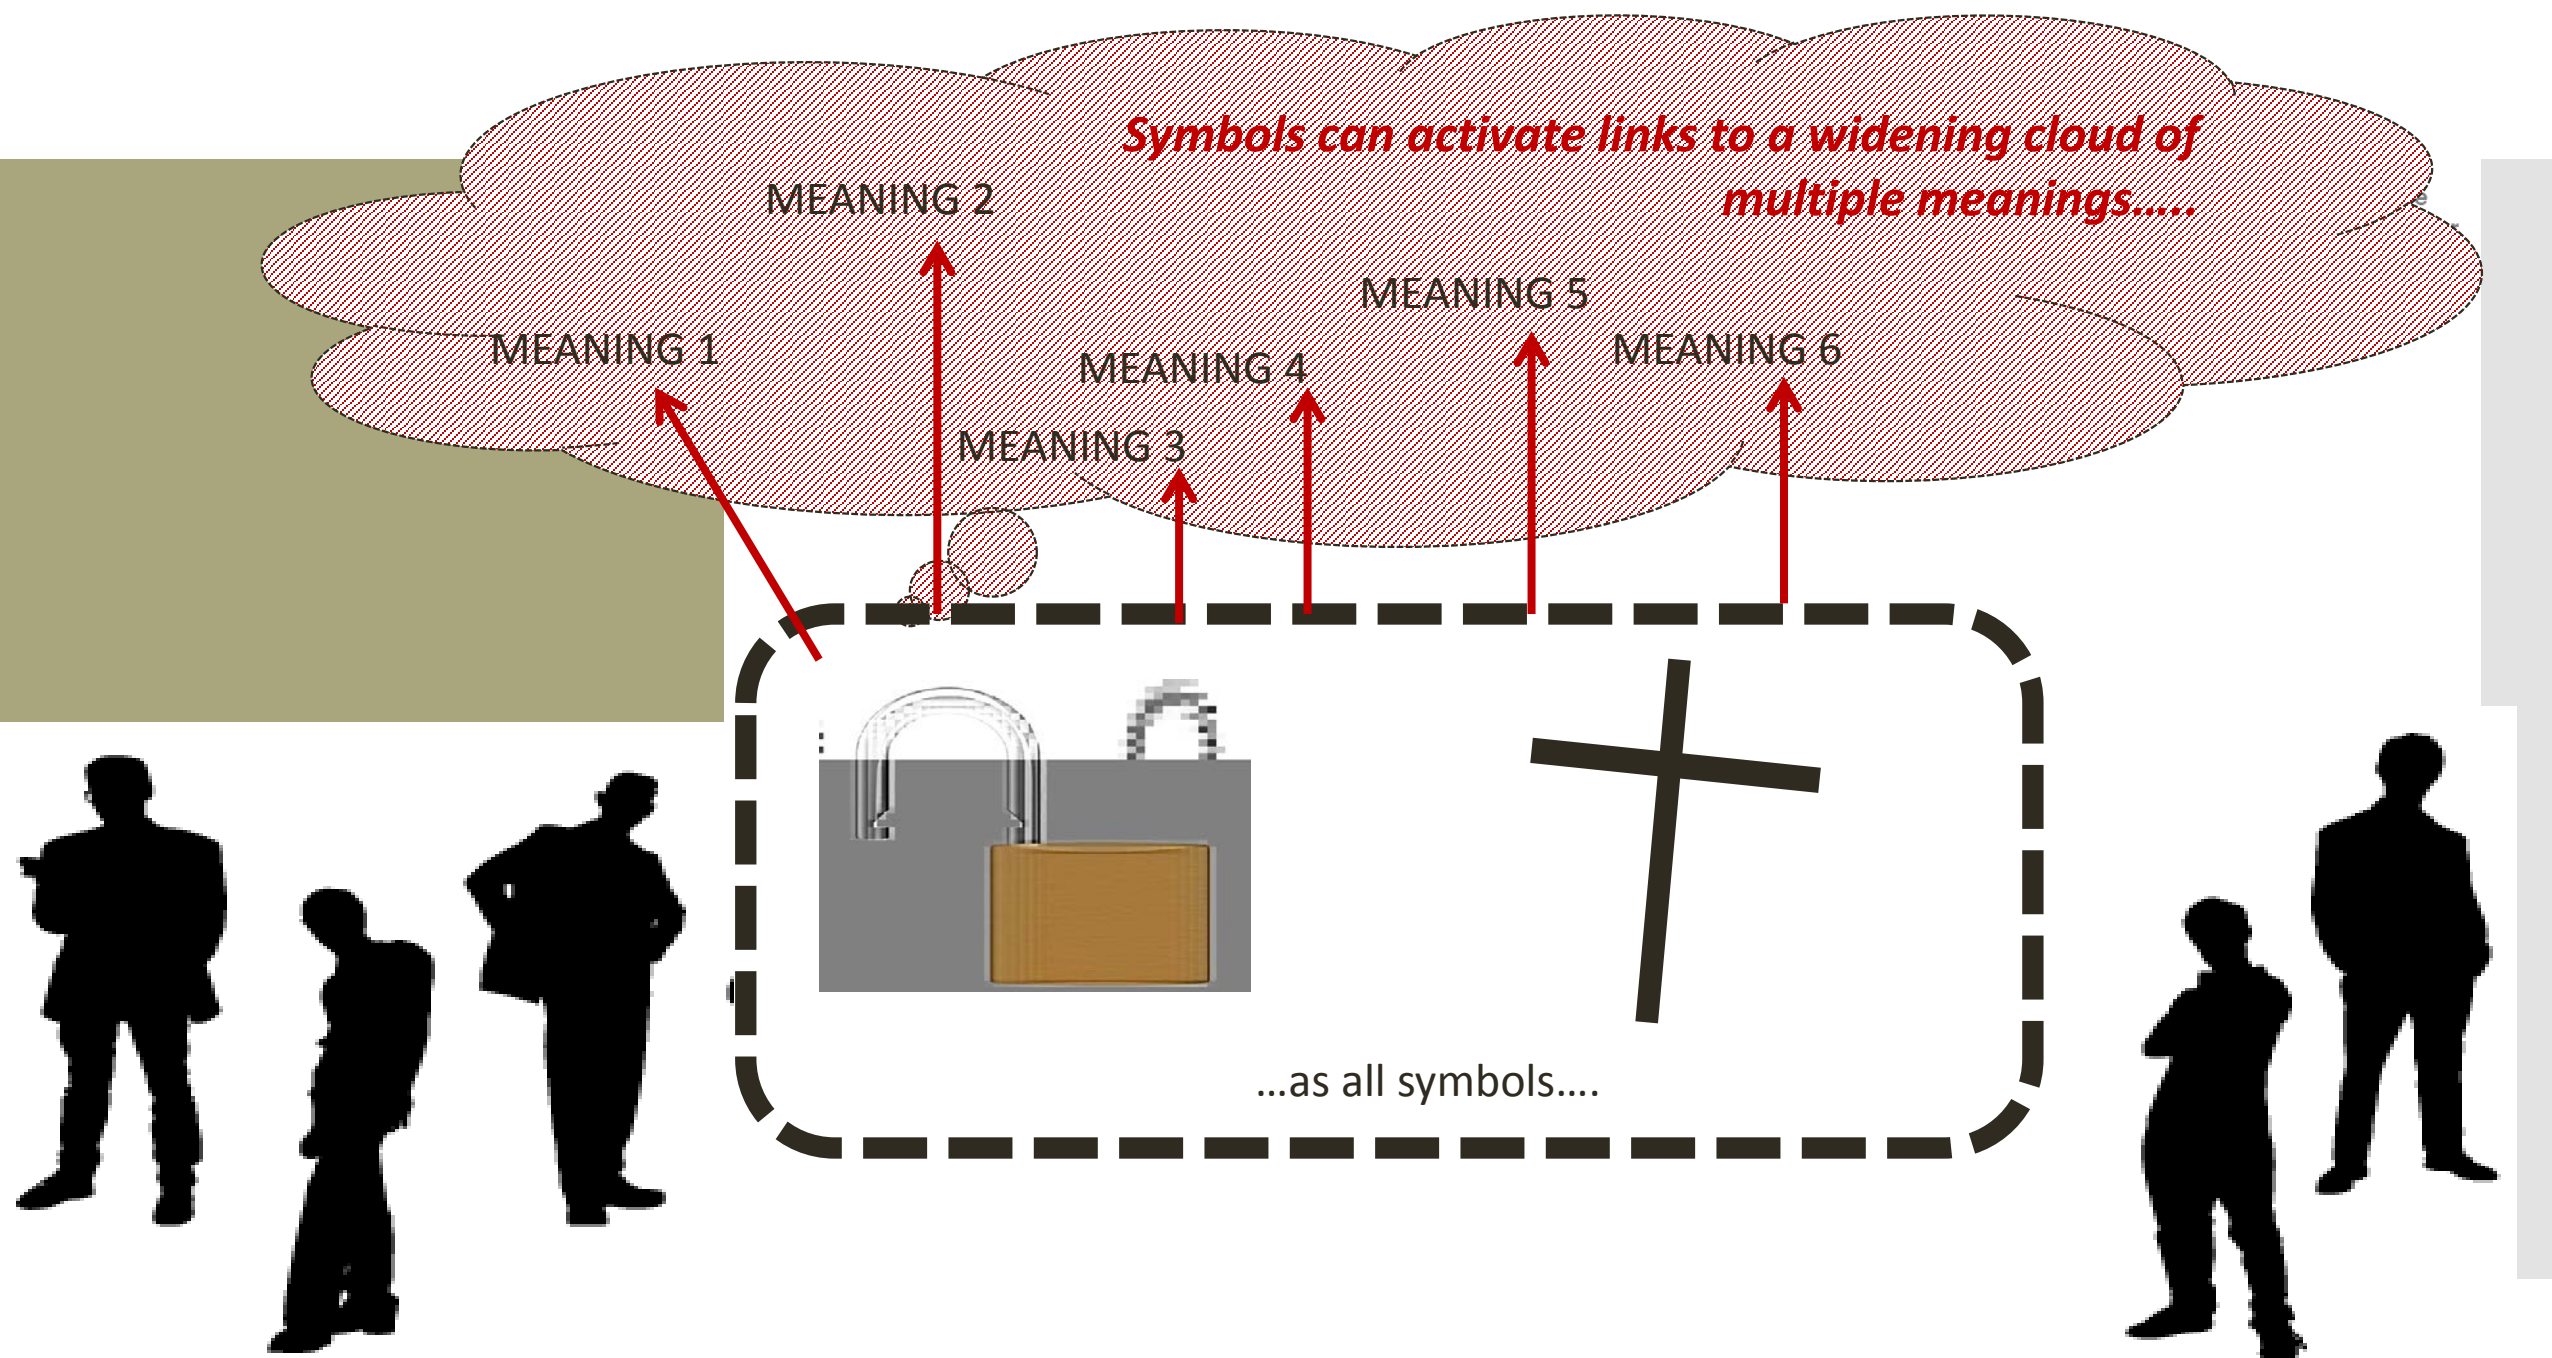 Symbols can activate links to a widening cloud of
multiple meanings.....
MEANING 2
MEANING 5
MEANING 1
MEANING 6
MEANING 4
MEANING 3
...as all symbols....